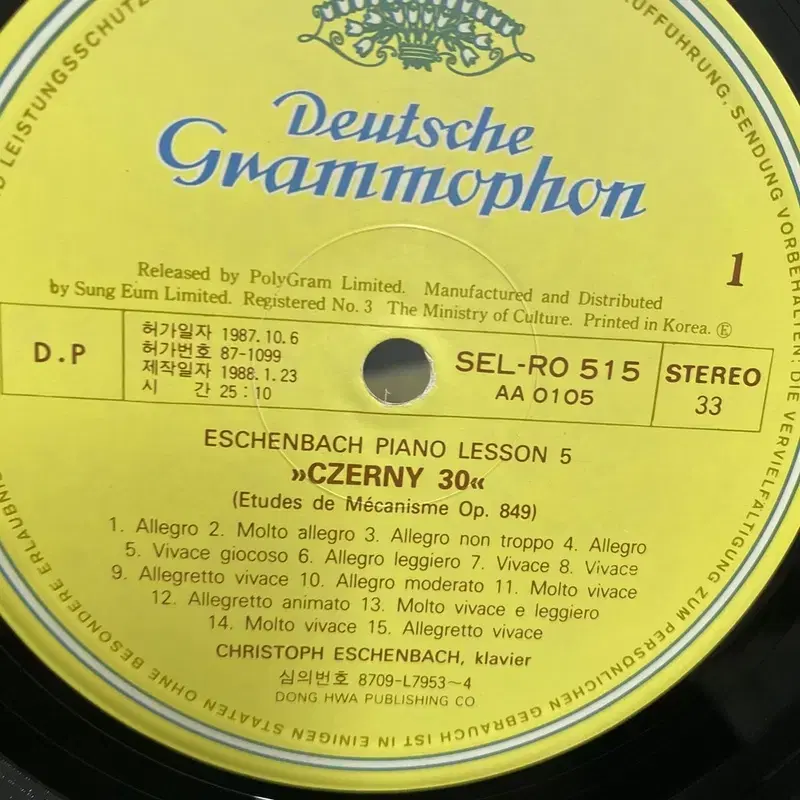 Deutsche
Grammophon
1
Released by PolyGram Limited. Manufactured and Distributed
by Sung Eum Limited. Registered No. 3 The Ministry of Culture. Printed in Korea. Ⓔ
D.P
허가일자 1987.10.6
허가번호 87-1099
제작일자 1988.1.23
시 간 25:10
SEL-RO 515
AA 0105
STEREO
33
ESCHENBACH PIANO LESSON 5
»CZERNY 30«
(Etudes de Mécanisme Op. 849)
1. Allegro 2. Molto allegro 3. Allegro non troppo 4. Allegro
5. Vivace giocoso 6. Allegro leggiero 7. Vivace 8. Vivace
9. Allegretto vivace 10. Allegro moderato 11. Molto vivace
12. Allegretto animato 13. Molto vivace e leggiero
14. Molto vivace 15. Allegretto vivace
CHRISTOPH ESCHENBACH, klavier
심의번호 8709-L7953~4
DONG HWA PUBLISHING CO.
LEISTUNGSSCHUTZ
AUFFÜHRUNG, SENDUNG VORBEHALTEN: DIE VERVIELFÄLTIGUNG ZUM PERSÖNLICHEN GEBRAUCH IST IN EINIGEN STAATEN OHNE BESONDERE ERLAUBNIS